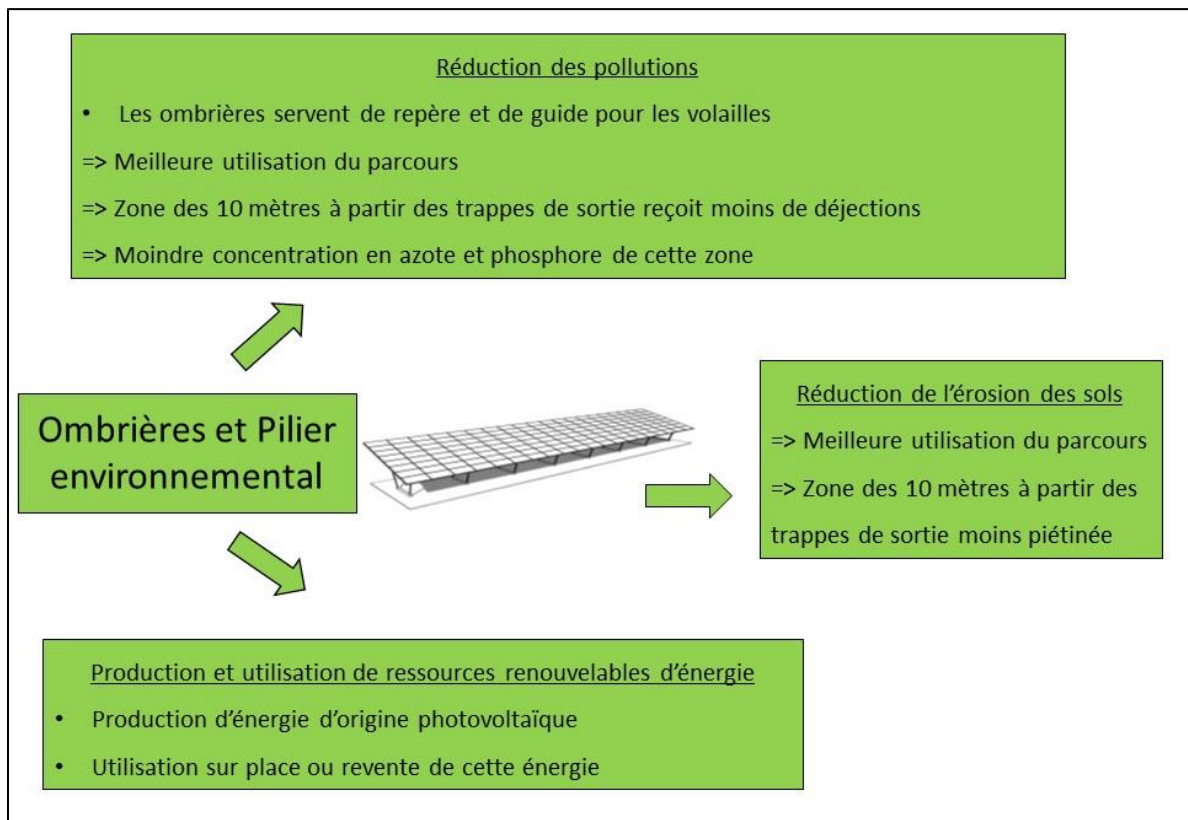 Réduction des pollutions
• Les ombrières servent de repère et de guide pour les volailles
=> Meilleure utilisation du parcours
=> Zone des 10 mètres à partir des trappes de sortie reçoit moins de déjections
=> Moindre concentration en azote et phosphore de cette zone
Ombrières et Pilier
environnemental
Réduction de l’érosion des sols
=> Meilleure utilisation du parcours
=> Zone des 10 mètres à partir des
trappes de sortie moins piétinée
Production et utilisation de ressources renouvelables d’énergie
• Production d’énergie d’origine photovoltaïque
• Utilisation sur place ou revente de cette énergie